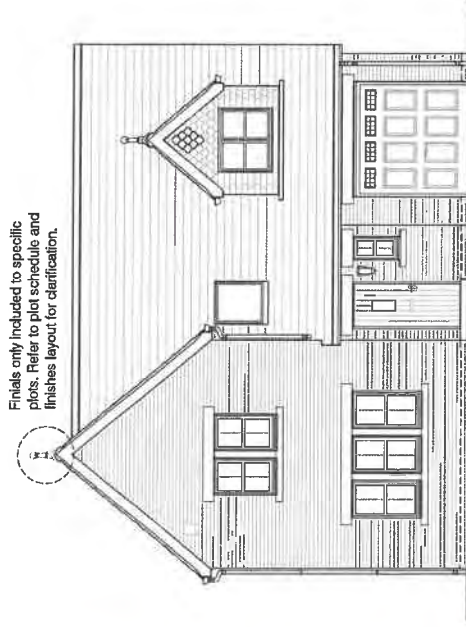 Finials only included to specific
plots. Refer to plot schedule and
finishes layout for clarification.